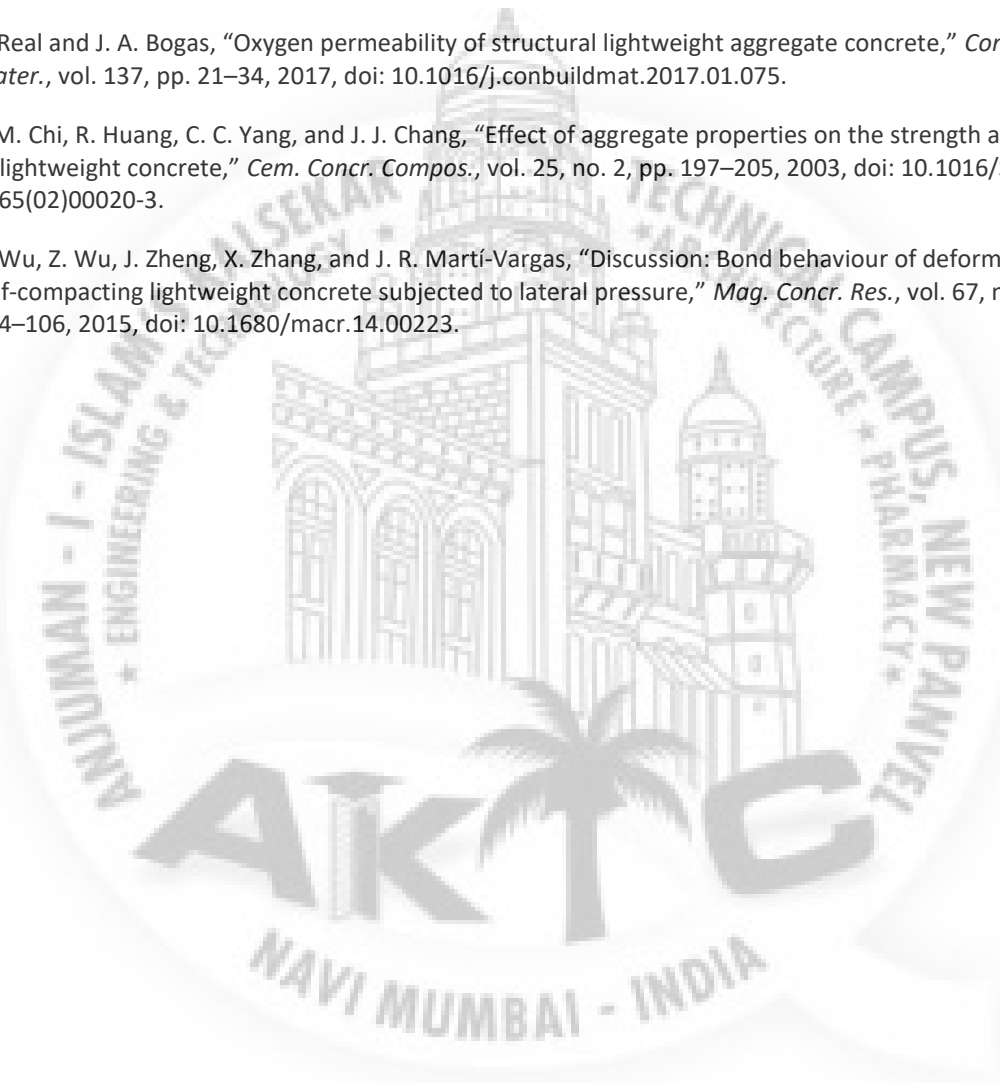 Real and J. A. Bogas, “Oxygen permeability of structural lightweight aggregate concrete,”
ater., vol. 137, pp. 21–34, 2017, doi: 10.1016/j.conbuildmat.2017.01.075.
M. Chi, R. Huang, C. C. Yang, and J. J. Chang, “Effect of aggregate properties on the strength a
lightweight concrete,” Cem. Concr. Compos., vol. 25, no. 2, pp. 197–205, 2003, doi: 10.1016/
65(02)00020-3.
Wu, Z. Wu, J. Zheng, X. Zhang, and J. R. Martí-Vargas, “Discussion: Bond behaviour of deform
f-compacting lightweight concrete subjected to lateral pressure,” Mag. Concr. Res., vol. 67, n
4–106, 2015, doi: 10.1680/macr.14.00223.
ANJUMAN - I - ISLAM'S KALSEKAR TECHNICAL CAMPUS, NEW PANVEL
* ENGINEERING & TECHNOLOGY * ARCHITECTURE * PHARMACY *
AKTC
NAVI MUMBAI - INDIA